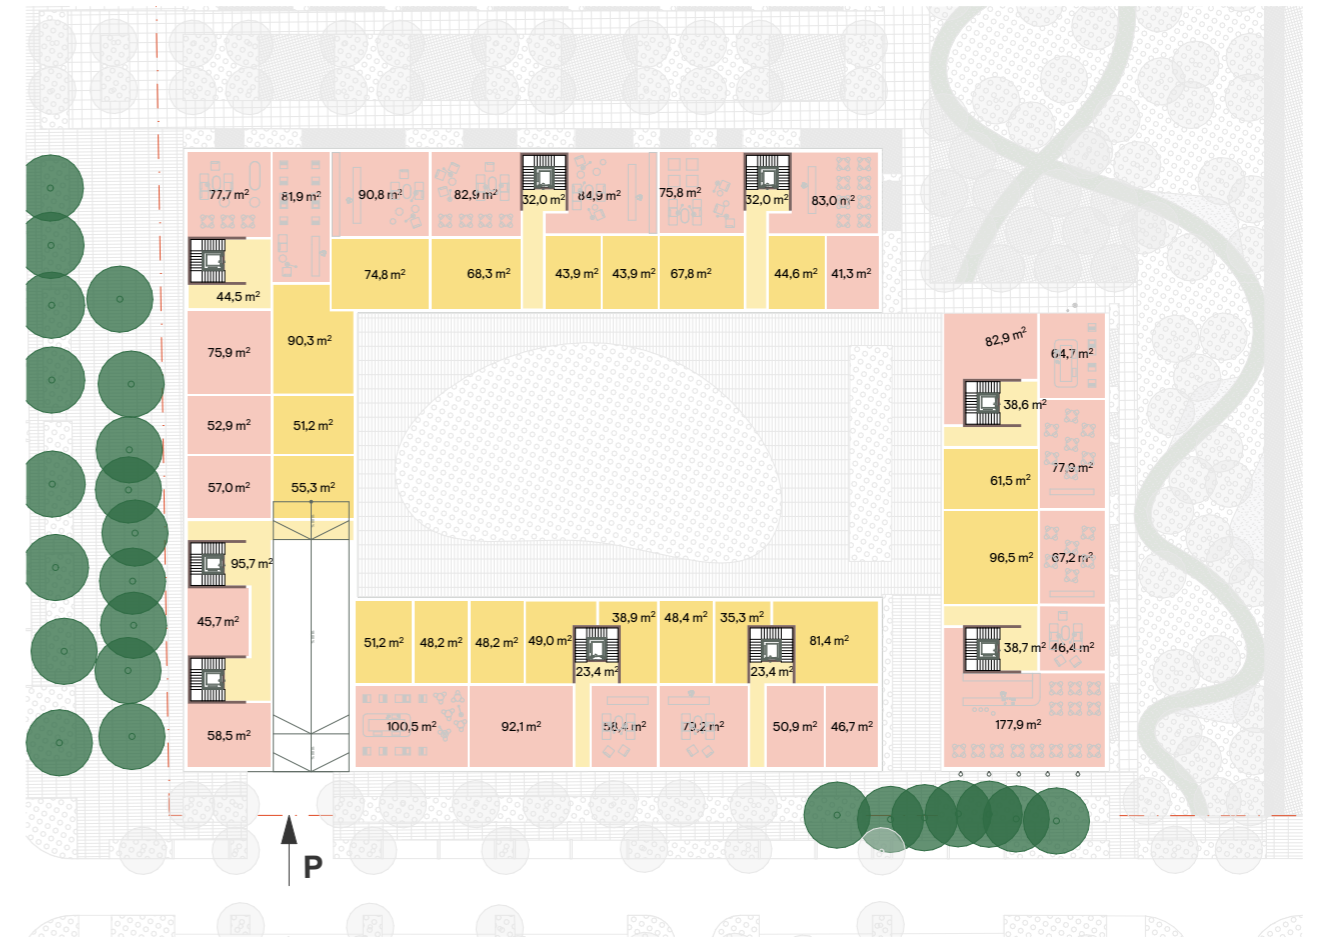 77,7 m²
81,9 m²
90,8 m²
82,9 m²
32,0 m²
84,9 m²
75,8 m²
32,0 m²
83,0 m²
74,8 m²
68,3 m²
43,9 m²
43,9 m²
67,8 m²
44,6 m²
41,3 m²
44,5 m²
90,3 m²
75,9 m²
82,9 m²
64,7 m²
38,6 m²
52,9 m²
51,2 m²
77,9 m²
61,5 m²
57,0 m²
55,3 m²
95,7 m²
96,5 m²
67,2 m²
45,7 m²
51,2 m²
48,2 m²
48,2 m²
49,0 m²
38,9 m²
48,4 m²
35,3 m²
81,4 m²
38,7 m²
46,4 m²
23,4 m²
23,4 m²
58,5 m²
100,5 m²
92,1 m²
79,2 m²
50,9 m²
46,7 m²
177,9 m²
P